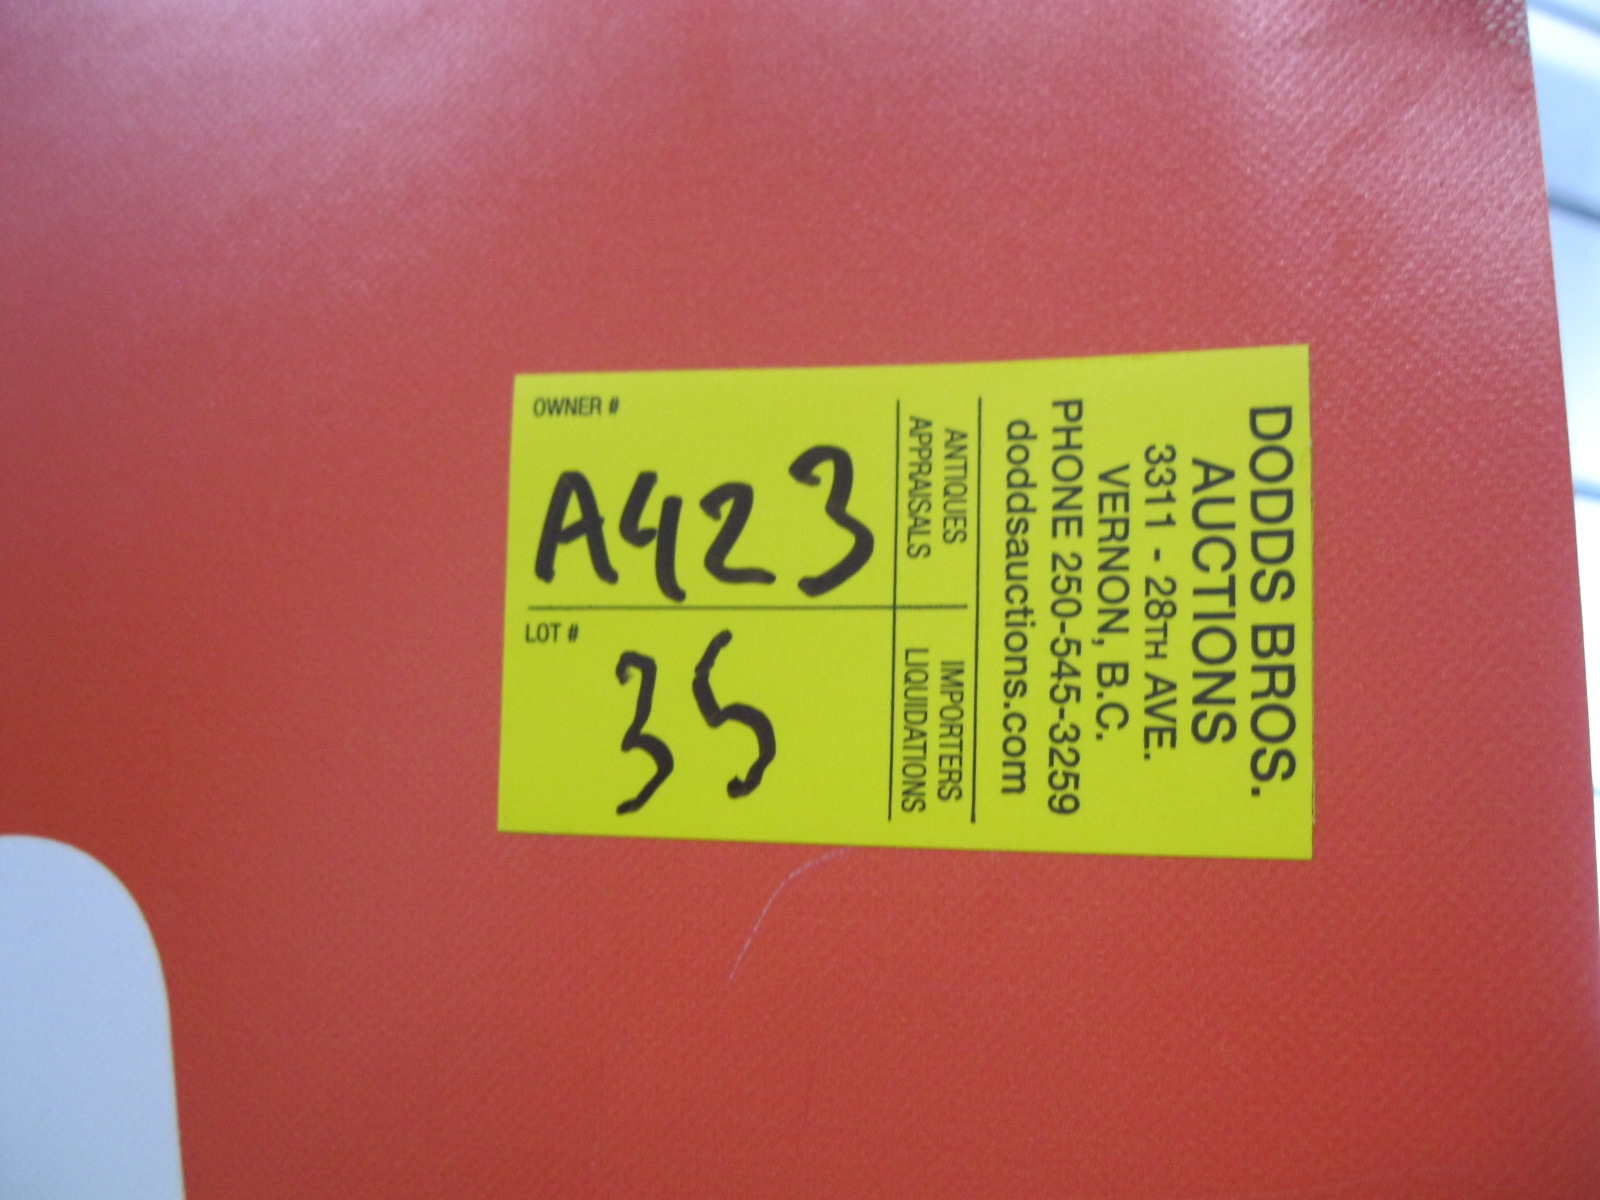 DODDS BROS.
AUCTIONS
3311 - 28TH AVE.
VERNON, B.C.
PHONE 250-545-3259
doddsauctions.com
ANTIQUES IMPORTERS
APPRAISALS LIQUIDATIONS
OWNER #
A423
LOT #
35